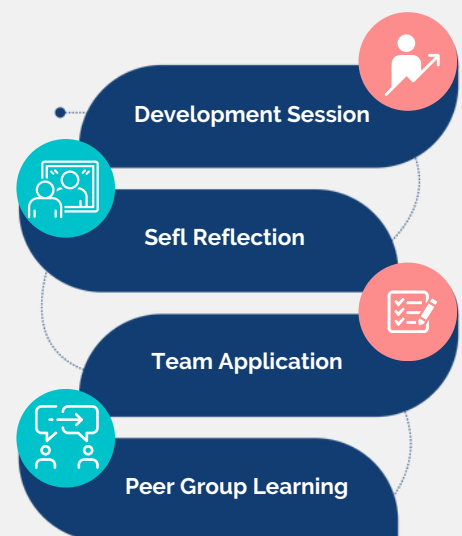 Development Session
Sefl Reflection
Team Application
Peer Group Learning